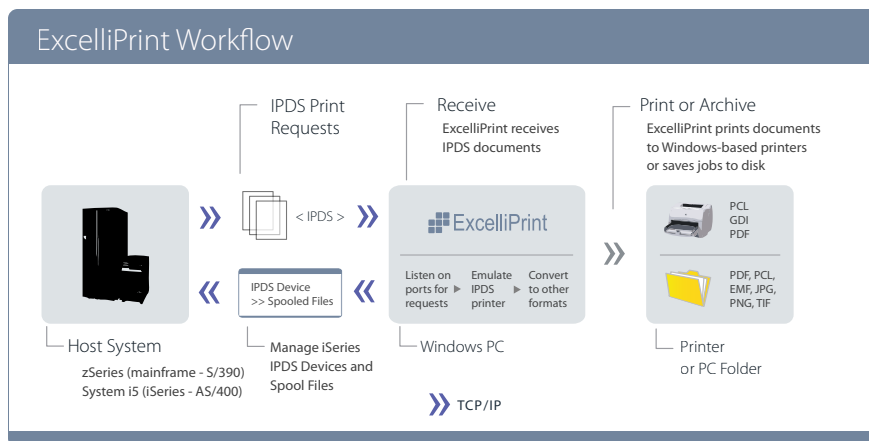 ExcelliPrint Workflow
IPDS Print
Requests
Receive
ExcelliPrint receives
IPDS documents
Print or Archive
ExcelliPrint prints documents
to Windows-based printers
or saves jobs to disk
< IPDS >
ExcelliPrint
PCL
GDI
PDF
IPDS Device
>> Spooled Files
Listen on
ports for
requests
Emulate
IPDS
printer
Convert
to other
formats
PDF, PCL,
EMF, JPG,
PNG, TIF
Host System
zSeries (mainframe - S/390)
System i5 (iSeries - AS/400)
Manage iSeries
IPDS Devices and
Spool Files
Windows PC
Printer
or PC Folder
TCP/IP